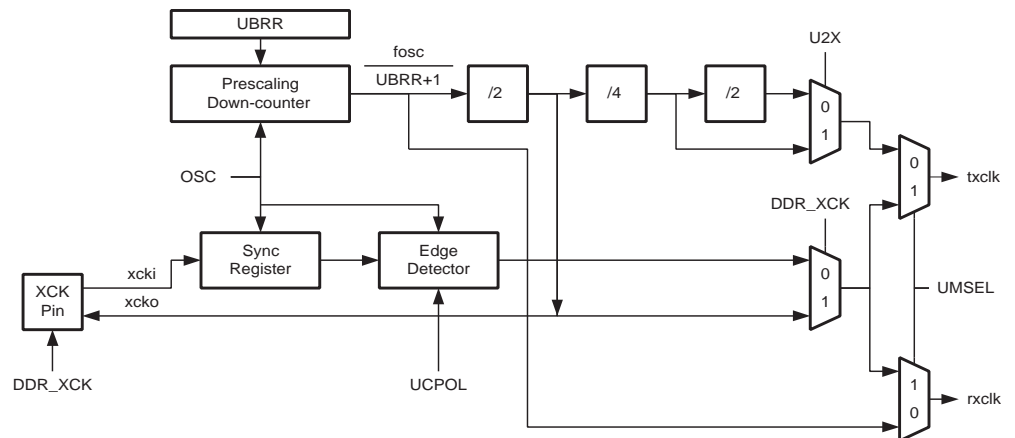 UBRR
Prescaling
Down-counter
fosc
UBRR+1
/2
/4
/2
U2X
0
1
OSC
0
1
txclk
DDR_XCK
Sync
Register
Edge
Detector
0
1
xcki
xcko
XCK
Pin
UMSEL
DDR_XCK
UCPOL
1
0
rxclk